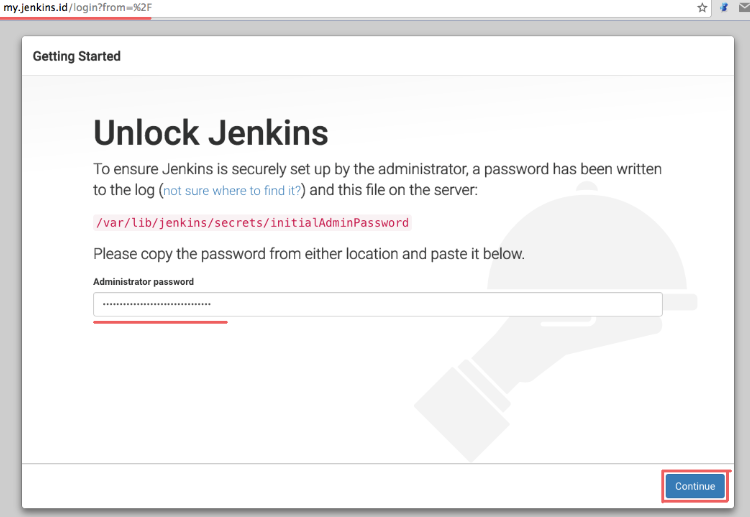 my.jenkins.id/login?from=%2F
Getting Started
Unlock Jenkins
To ensure Jenkins is securely set up by the administrator, a password has been written
to the log (not sure where to find it?) and this file on the server:
/var/lib/jenkins/secrets/initialAdminPassword
Please copy the password from either location and paste it below.
Administrator password
Continue